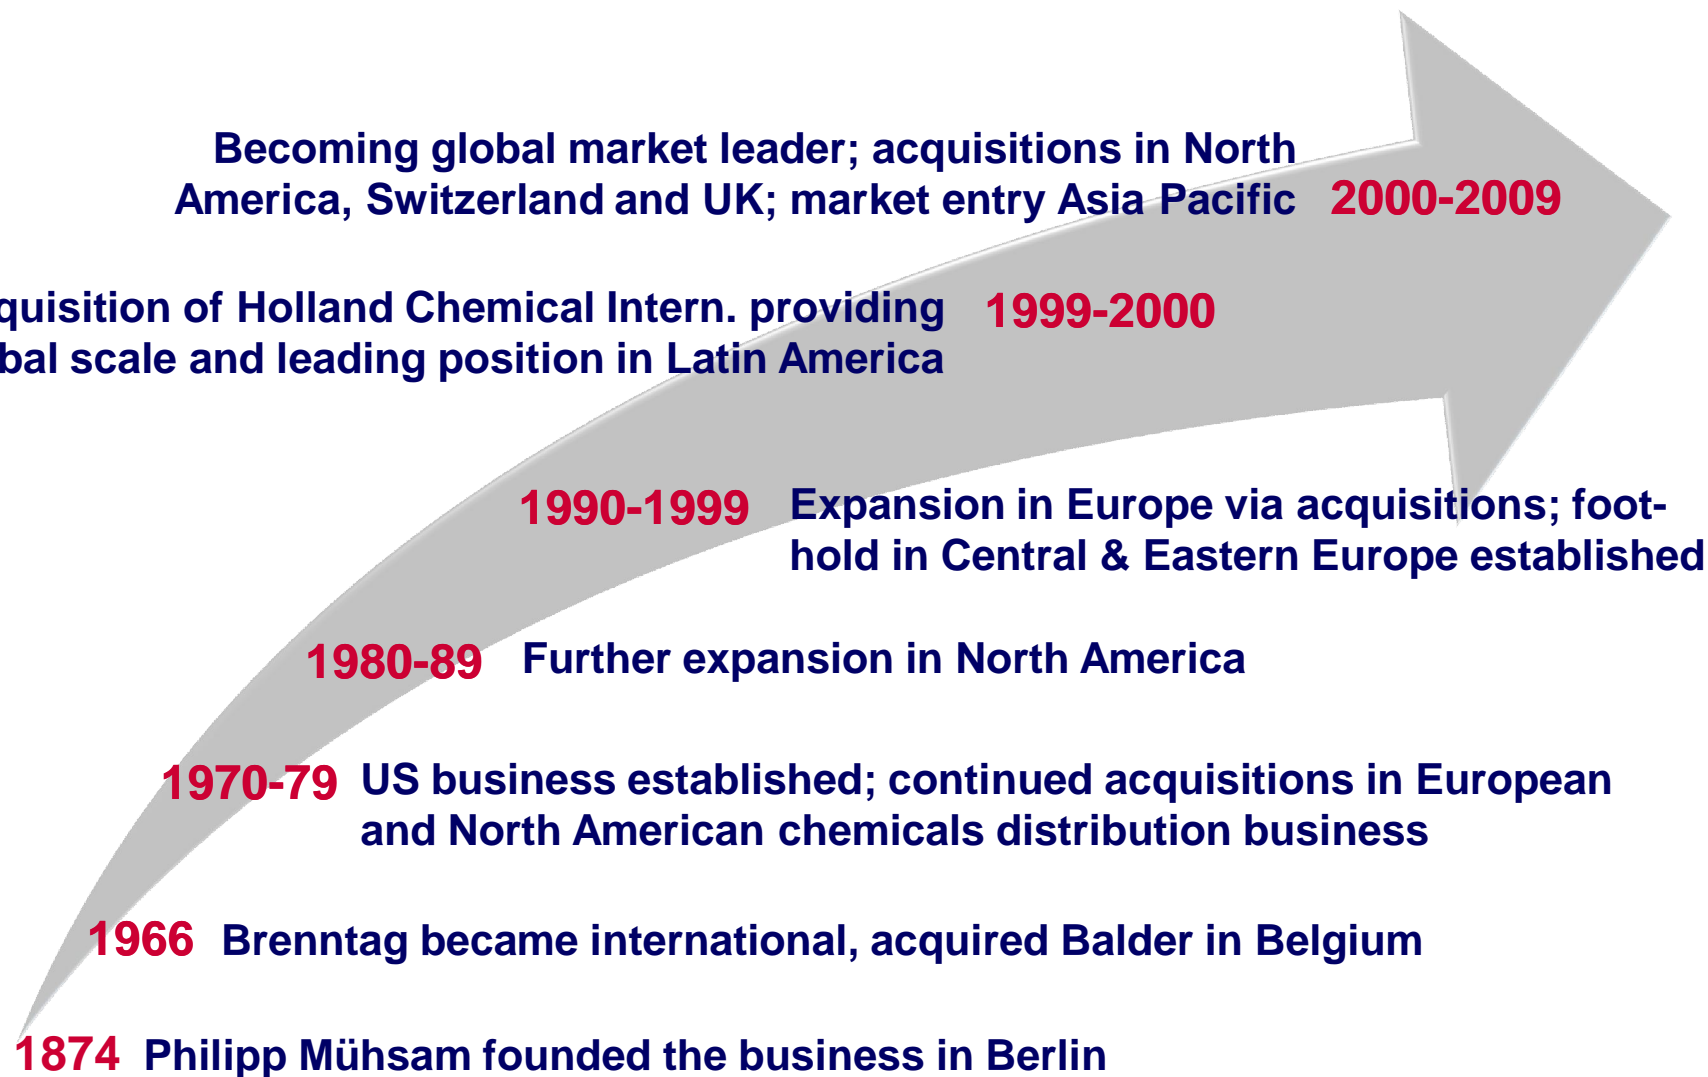 Becoming global market leader; acquisitions in North
America, Switzerland and UK; market entry Asia Pacific 2000-2009
quisition of Holland Chemical Intern. providing 1999-2000
bal scale and leading position in Latin America
1990-1999 Expansion in Europe via acquisitions; foot-
hold in Central & Eastern Europe established
1980-89 Further expansion in North America
1970-79 US business established; continued acquisitions in European
and North American chemicals distribution business
1966 Brenntag became international, acquired Balder in Belgium
1874 Philipp Mühsam founded the business in Berlin